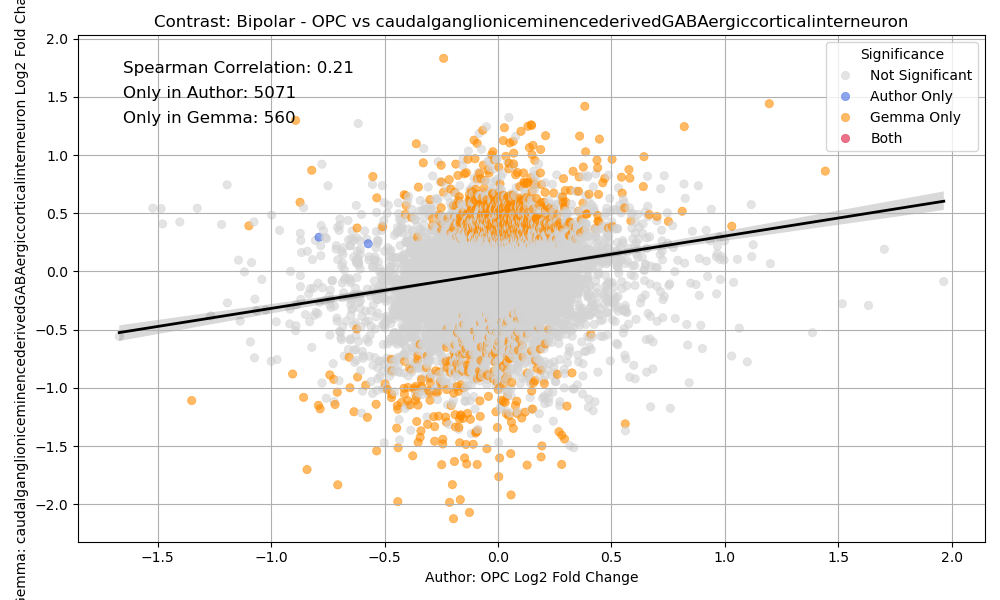 Contrast: Bipolar - OPC vs caudalganglioniceminencederivedGABAergiccorticalinterneuron
Spearman Correlation: 0.21
Only in Author: 5071
Only in Gemma: 560
Significance
Not Significant
Author Only
Gemma Only
Both
2.0
1.5
1.0
0.5
0.0
−0.5
−1.0
−1.5
−2.0
−1.5
−1.0
−0.5
0.0
0.5
1.0
1.5
2.0
Author: OPC Log2 Fold Change
Gemma: caudalganglioniceminencederivedGABAergiccorticalinterneuron Log2 Fold Cha